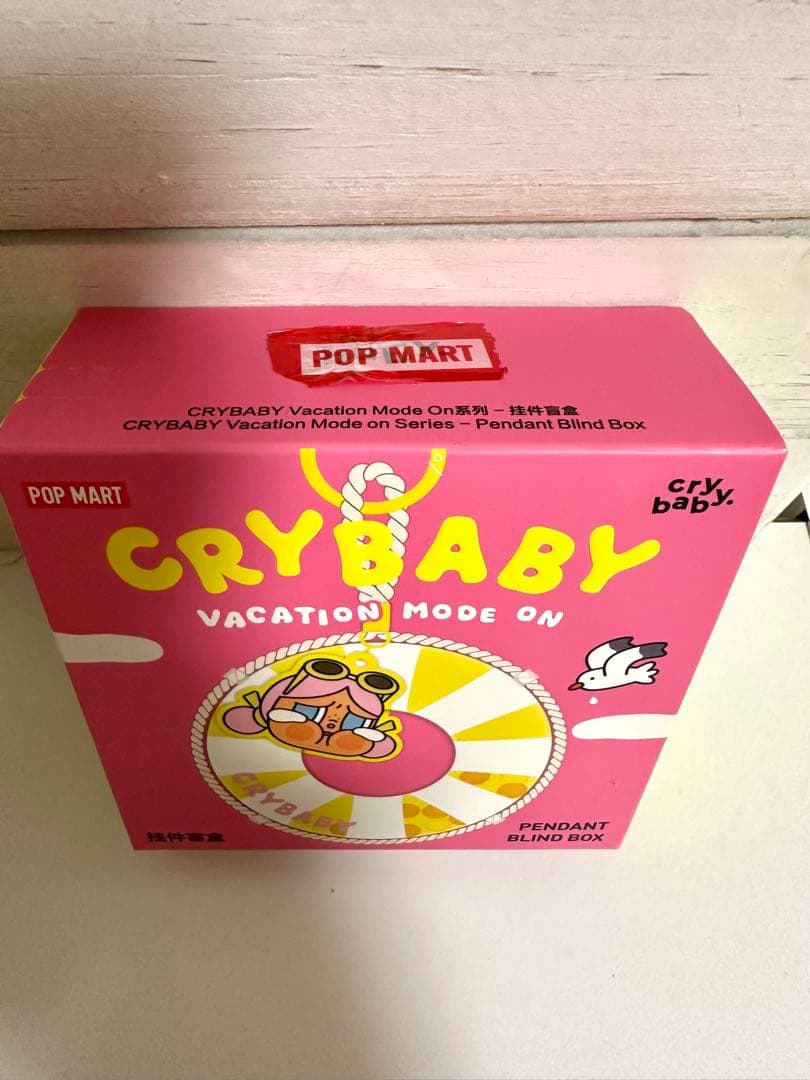 POP MART
CRYBABY Vacation Mode On系列 – 挂件盲盒
CRYBABY Vacation Mode on Series – Pendant Blind Box
POP MART
cry
baby.
CRYBABY
VACATION MODE ON
CRYBABY
挂件盲盒
PENDANT
BLIND BOX